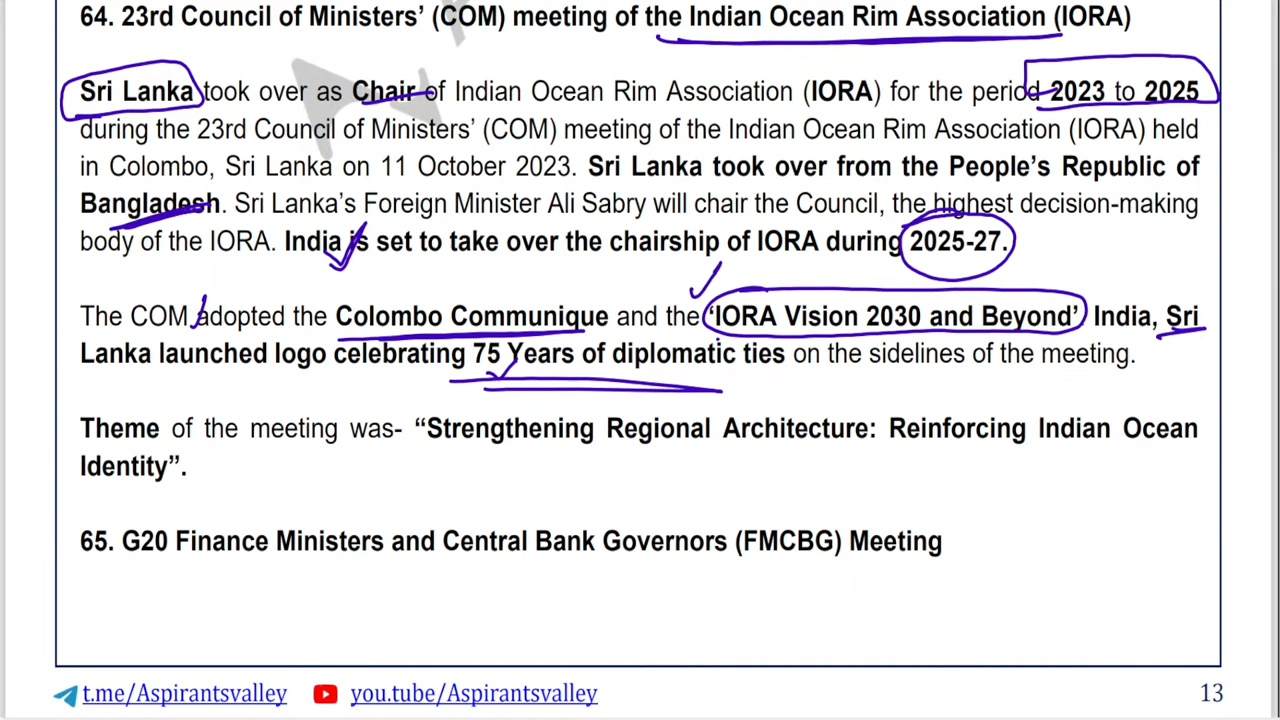 64. 23rd Council of Ministers’ (COM) meeting of the Indian Ocean Rim Association (IORA)
Sri Lanka took over as Chair of Indian Ocean Rim Association (IORA) for the period 2023 to 2025
during the 23rd Council of Ministers’ (COM) meeting of the Indian Ocean Rim Association (IORA) held
in Colombo, Sri Lanka on 11 October 2023. Sri Lanka took over from the People’s Republic of
Bangladesh. Sri Lanka’s Foreign Minister Ali Sabry will chair the Council, the highest decision-making
body of the IORA. India is set to take over the chairship of IORA during 2025-27.
The COM adopted the Colombo Communique and the ‘IORA Vision 2030 and Beyond’. India, Sri
Lanka launched logo celebrating 75 Years of diplomatic ties on the sidelines of the meeting.
Theme of the meeting was- “Strengthening Regional Architecture: Reinforcing Indian Ocean
Identity”.
65. G20 Finance Ministers and Central Bank Governors (FMCBG) Meeting
t.me/Aspirantsvalley you.tube/Aspirantsvalley 13